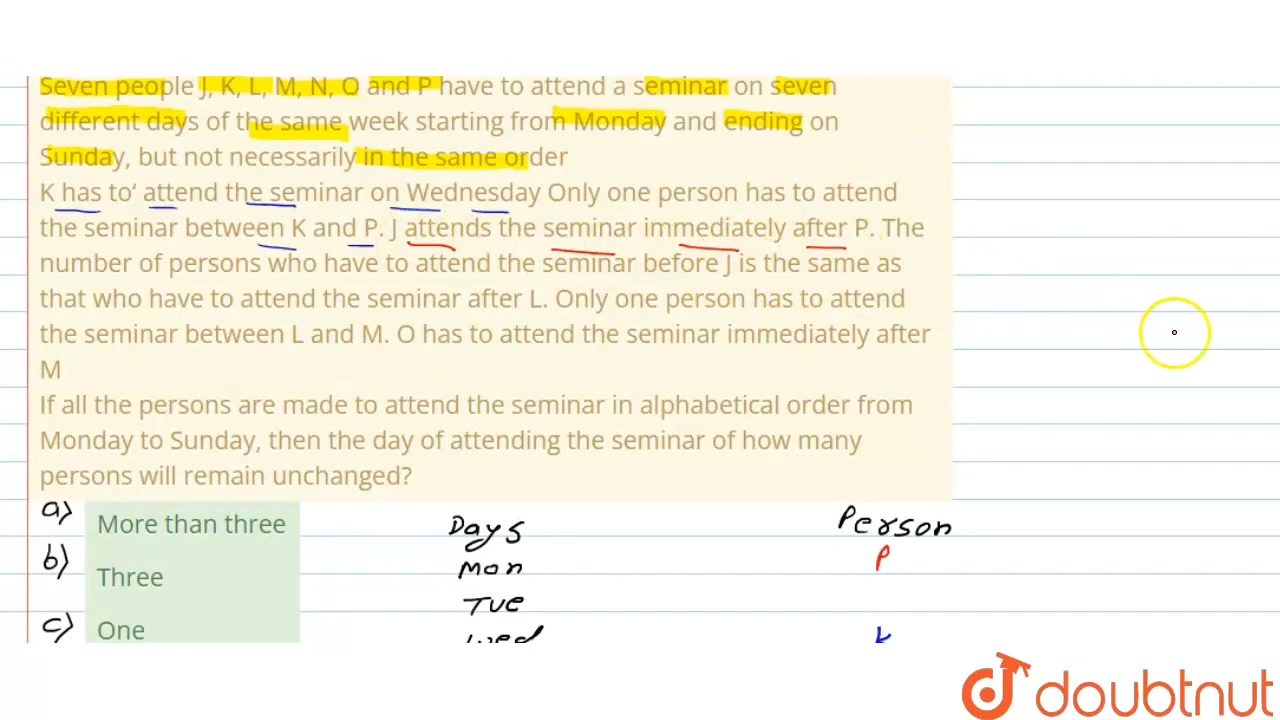 Seven people J, K, L, M, N, O and P have to attend a seminar on seven
different days of the same week starting from Monday and ending on
Sunday, but not necessarily in the same order
K has to‘ attend the seminar on Wednesday Only one person has to attend
the seminar between K and P. J attends the seminar immediately after P. The
number of persons who have to attend the seminar before J is the same as
that who have to attend the seminar after L. Only one person has to attend
the seminar between L and M. O has to attend the seminar immediately after
M
If all the persons are made to attend the seminar in alphabetical order from
Monday to Sunday, then the day of attending the seminar of how many
persons will remain unchanged?
a) More than three
Days Person
b) Three
Mon P
Tue
c) One
Wed K
doubtnut